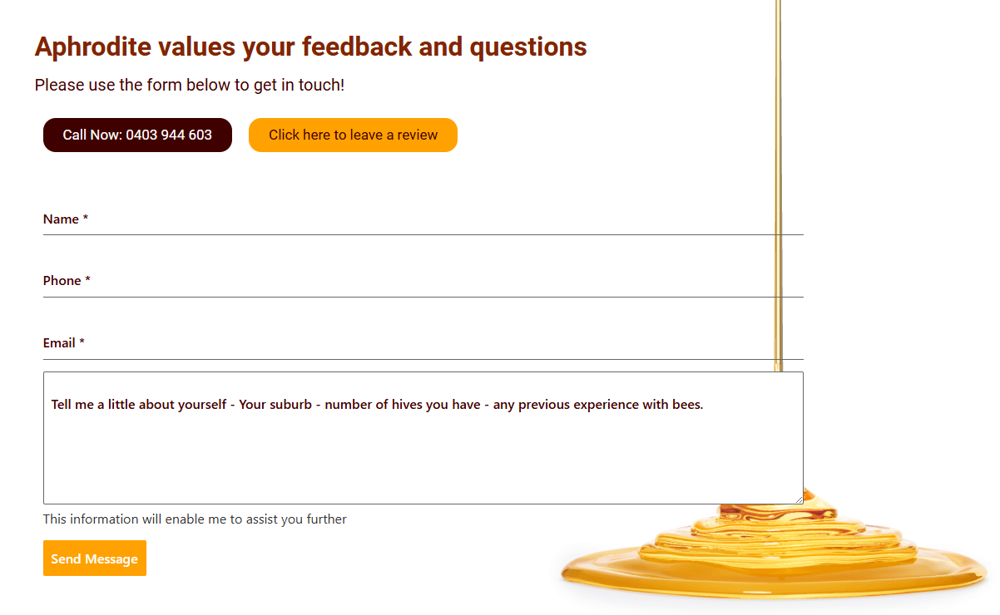 Aphrodite values your feedback and questions
Please use the form below to get in touch!
Call Now: 0403 944 603
Click here to leave a review
Name *
Phone *
Email *
Tell me a little about yourself - Your suburb - number of hives you have - any previous experience with bees.
This information will enable me to assist you further
Send Message